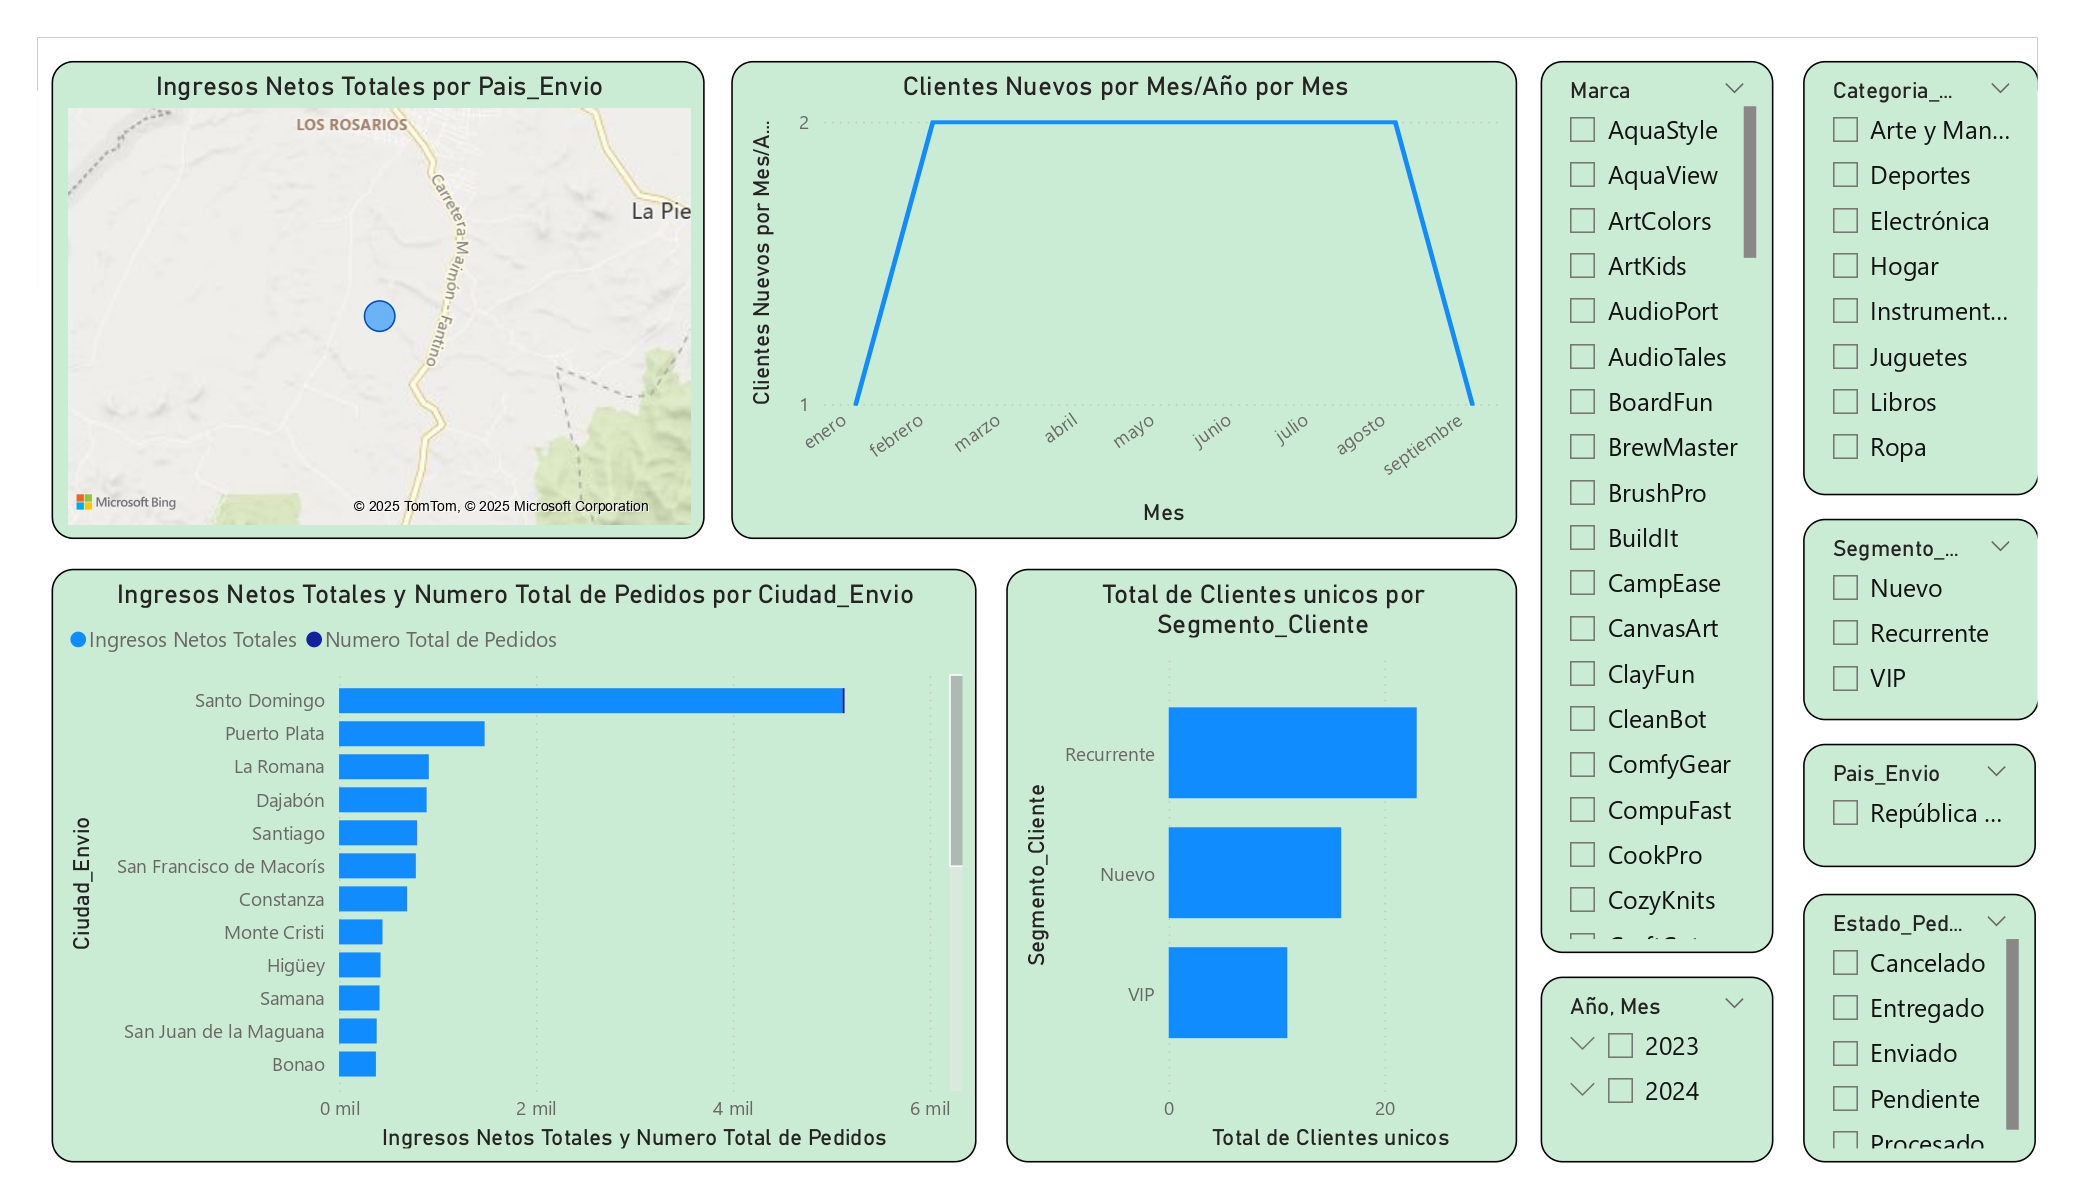 Ingresos Netos Totales por Pais_Envio
LOS ROSARIOS
Carretera Maimón - Fantino
La Pie
Microsoft Bing
© 2025 TomTom, © 2025 Microsoft Corporation
Clientes Nuevos por Mes/Año por Mes
Clientes Nuevos por Mes/A...
2
1
enero
febrero
marzo
abril
mayo
junio
julio
agosto
septiembre
Mes
Ingresos Netos Totales y Numero Total de Pedidos por Ciudad_Envio
Ingresos Netos Totales
Numero Total de Pedidos
Ciudad_Envio
Santo Domingo
Puerto Plata
La Romana
Dajabón
Santiago
San Francisco de Macorís
Constanza
Monte Cristi
Higüey
Samana
San Juan de la Maguana
Bonao
0 mil
2 mil
4 mil
6 mil
Ingresos Netos Totales y Numero Total de Pedidos
Total de Clientes unicos por
Segmento_Cliente
Segmento_Cliente
Recurrente
Nuevo
VIP
0
20
Total de Clientes unicos
Marca
AquaStyle
AquaView
ArtColors
ArtKids
AudioPort
AudioTales
BoardFun
BrewMaster
BrushPro
BuildIt
CampEase
CanvasArt
ClayFun
CleanBot
ComfyGear
CompuFast
CookPro
CozyKnits
Año, Mes
2023
2024
Categoria_...
Arte y Man...
Deportes
Electrónica
Hogar
Instrument...
Juguetes
Libros
Ropa
Segmento_...
Nuevo
Recurrente
VIP
Pais_Envio
República ...
Estado_Ped...
Cancelado
Entregado
Enviado
Pendiente
Procesado